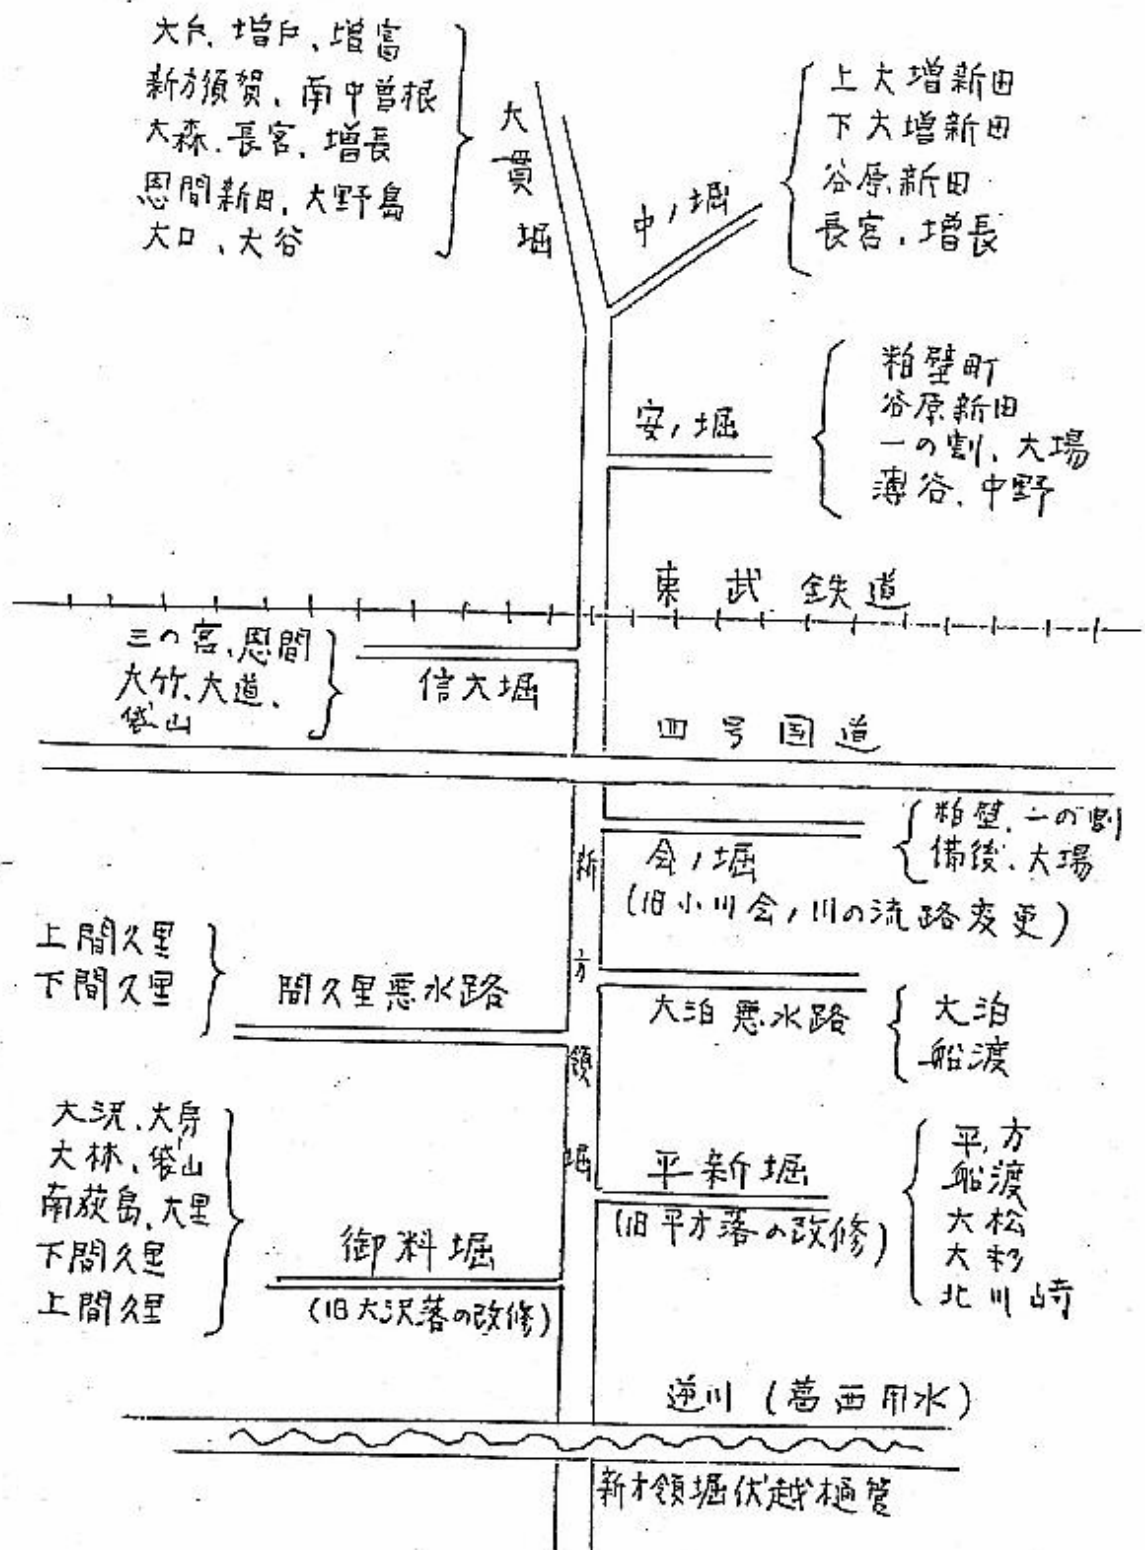 大戸、増戸、増富
新方須賀、南中曽根
大森、長宮、増長
恩間新田、大野島
大口、大谷
大貫堀
中ノ堀
上大増新田
下大増新田
谷原新田
長宮、増長
安ノ堀
粕壁町
谷原新田
一の割、大場
薄谷、中野
東武鉄道
三の宮、恩間
大竹、大道、
袋山
信大堀
四号国道
新方領堀
会ノ堀
(旧小川会ノ川の流路変更)
粕壁、一の割
備後、大場
上間久里
下間久里
間久里悪水路
大泊悪水路
大泊
船渡
大沢、大房
大林、袋山
南荻島、大里
下間久里
上間久里
御料堀
(旧大沢落の改修)
平新堀
(旧平方落の改修)
平方
船渡
大松
大杉
北川崎
逆川(葛西用水)
新方領堀伏越樋管